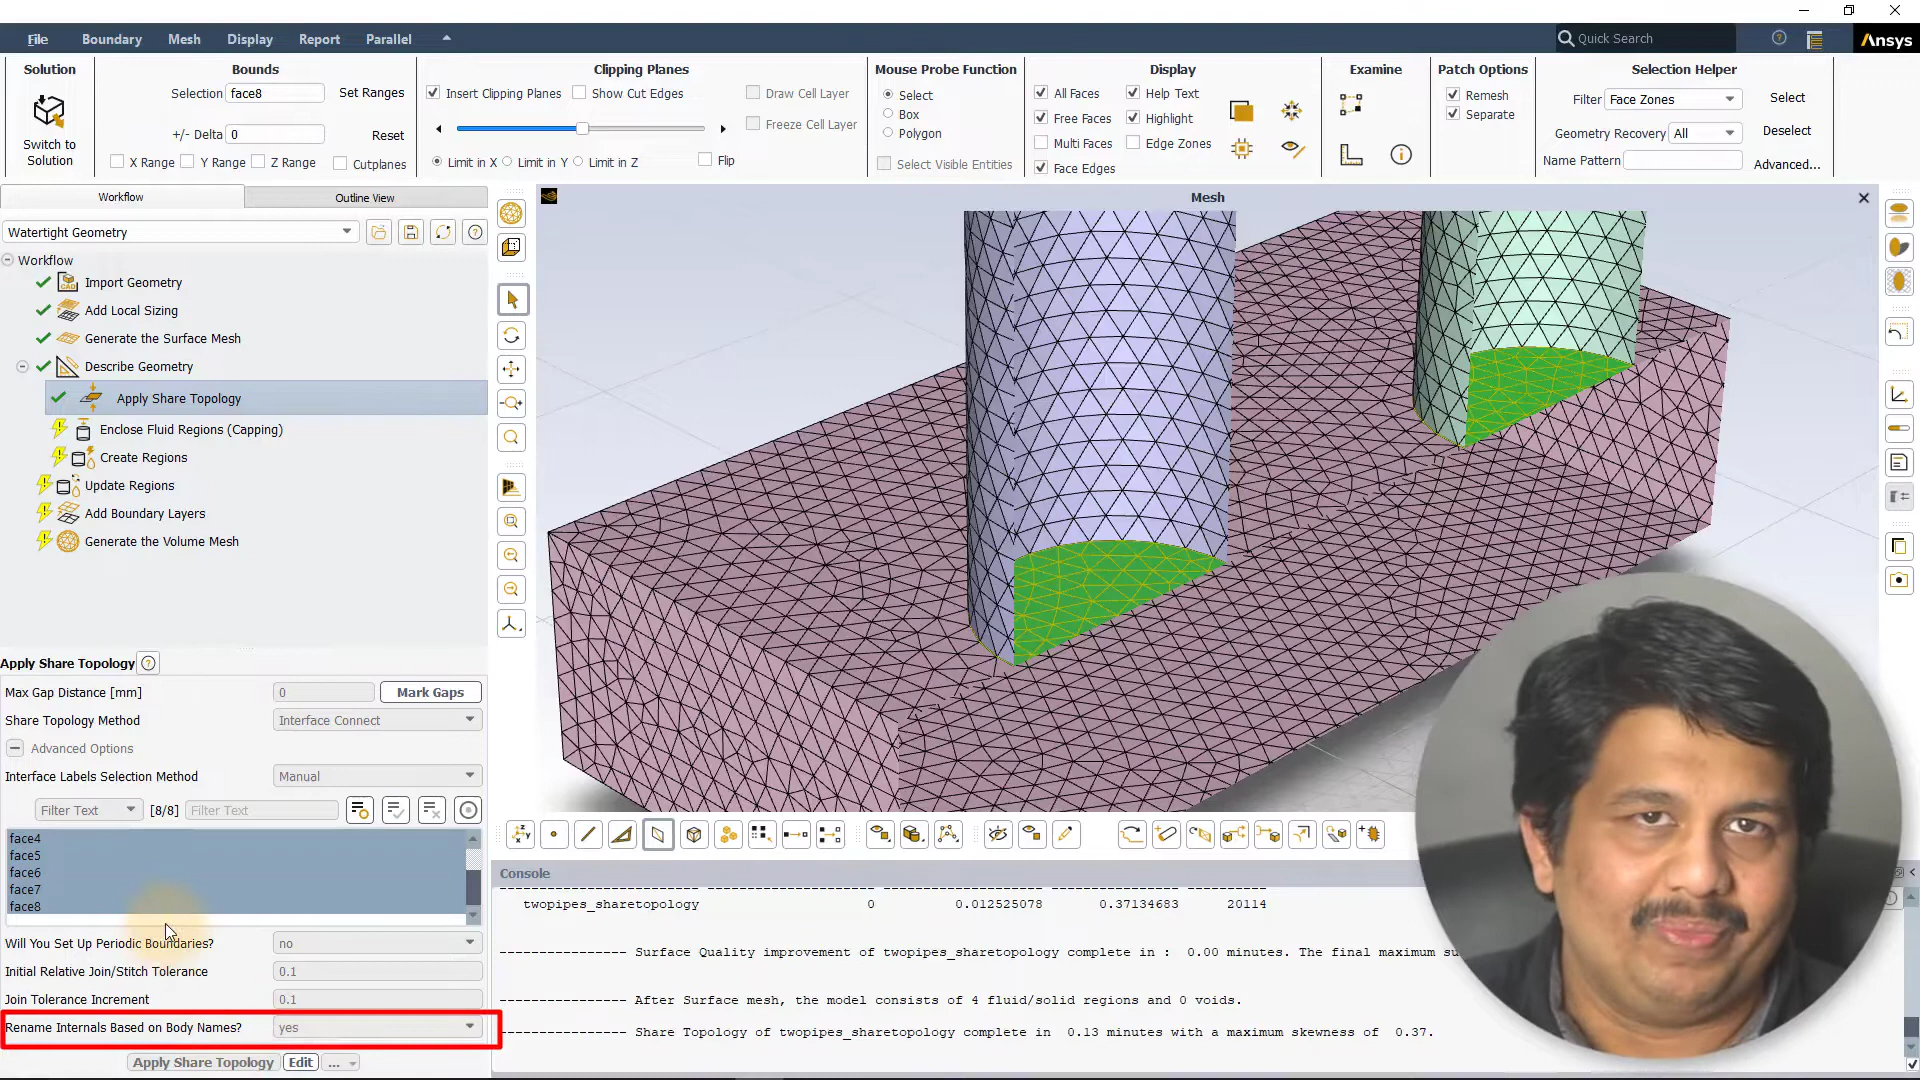 File
Boundary
Mesh
Display
Report
Parallel
Quick Search
Ansys
Solution
Switch to
Solution
Bounds
Selection face8 Set Ranges
+/- Delta 0 Reset
X Range Y Range Z Range Cutplanes
Clipping Planes
Insert Clipping Planes Show Cut Edges Draw Cell Layer
Freeze Cell Layer
Limit in X Limit in Y Limit in Z Flip
Mouse Probe Function
Select
Box
Polygon
Select Visible Entities
Display
All Faces Help Text
Free Faces Highlight
Multi Faces Edge Zones
Face Edges
Examine
Patch Options
Remesh
Separate
Selection Helper
Filter Face Zones Select
Geometry Recovery All Deselect
Name Pattern Advanced...
Workflow
Outline View
Watertight Geometry
Workflow
Import Geometry
Add Local Sizing
Generate the Surface Mesh
Describe Geometry
Apply Share Topology
Enclose Fluid Regions (Capping)
Create Regions
Update Regions
Add Boundary Layers
Generate the Volume Mesh
Mesh
Apply Share Topology
Max Gap Distance [mm] 0 Mark Gaps
Share Topology Method Interface Connect
Advanced Options
Interface Labels Selection Method Manual
Filter Text [8/8] Filter Text
face4
face5
face6
face7
face8
Will You Set Up Periodic Boundaries? no
Initial Relative Join/Stitch Tolerance 0.1
Join Tolerance Increment 0.1
Rename Internals Based on Body Names? yes
Apply Share Topology Edit ...
Console
twopipes_sharetopology 0 0.012525078 0.37134683 20114
--------------- Surface Quality improvement of twopipes_sharetopology complete in : 0.00 minutes. The final maximum su
--------------- After Surface mesh, the model consists of 4 fluid/solid regions and 0 voids.
--------------- Share Topology of twopipes_sharetopology complete in 0.13 minutes with a maximum skewness of 0.37.